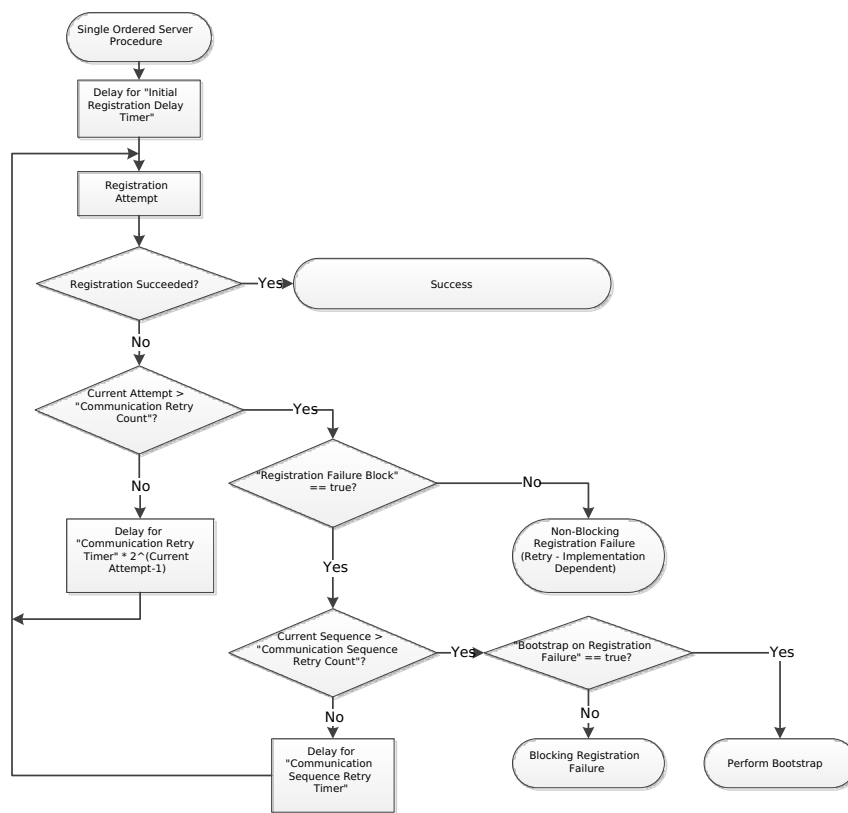 Single Ordered Server
Procedure
Delay for "Initial
Registration Delay
Timer"
Registration
Attempt
Registration Succeeded?
Yes
Success
No
Current Attempt >
"Communication Retry
Count"?
Yes
No
"Registration Failure Block"
== true?
No
Delay for
"Communication Retry
Timer" * 2^(Current
Attempt-1)
Non-Blocking
Registration Failure
(Retry - Implementation
Dependent)
Yes
Current Sequence >
"Communication Sequence
Retry Count"?
Yes
"Bootstrap on Registration
Failure" == true?
Yes
No
No
Delay for
"Communication
Sequence Retry
Timer"
Blocking Registration
Failure
Perform Bootstrap